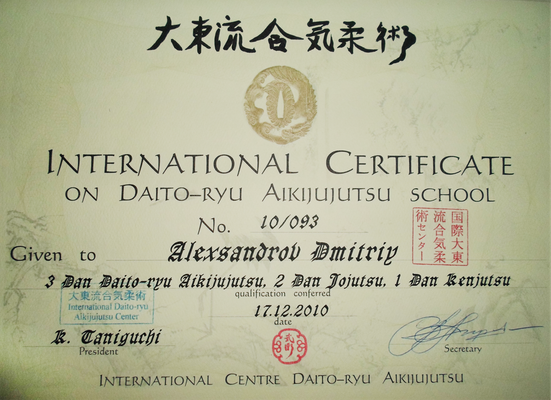 大東流合気柔術
INTERNATIONAL CERTIFICATE
ON DAITO-RYU AIKIJUJUTSU SCHOOL
No. 10/093
国際大東
流合気柔
術センター
Given to Alexsandrov Dmitriy
3 Dan Daito-ryu Aikijujutsu, 2 Dan Jojutsu, 1 Dan Kenjutsu
qualification conferred
大東流合気柔術
International Daito-ryu
Aikijujutsu Center
17.12.2010
date
K. Taniguchi
President
Secretary
INTERNATIONAL CENTRE DAITO-RYU AIKIJUJUTSU